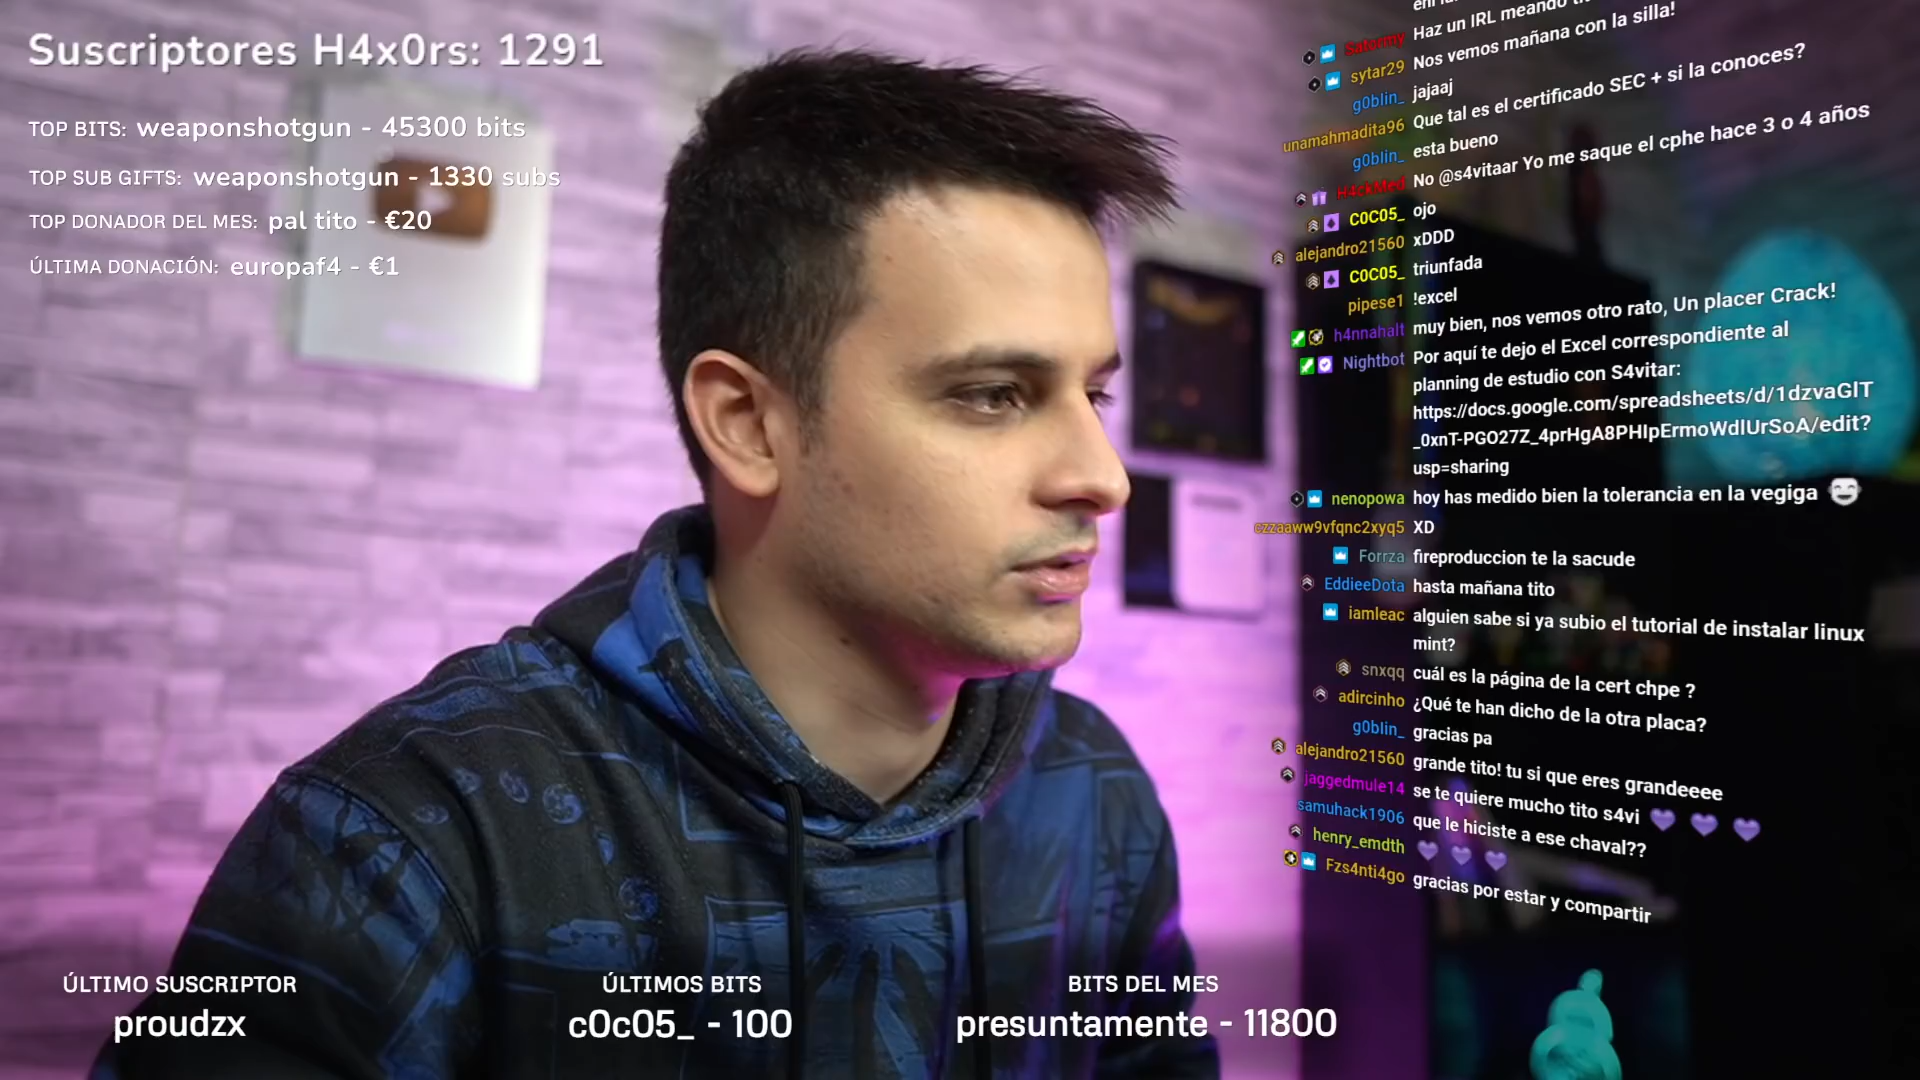 Suscriptores H4x0rs: 1291
TOP BITS: weaponshotgun - 45300 bits
TOP SUB GIFTS: weaponshotgun - 1330 subs
TOP DONADOR DEL MES: pal tito - €20
ÚLTIMA DONACIÓN: europaf4 - €1
Satormy Haz un IRL meando
sytar29 Nos vemos mañana con la silla!
g0blin_ jajaaj
unamahmadita96 Que tal es el certificado SEC + si la conoces?
g0blin_ esta bueno
H4ckMed No @s4vitaar Yo me saque el cphe hace 3 o 4 años
C0C05_ ojo
alejandro21560 xDDD
C0C05_ triunfada
pipese1 !excel
h4nnahalt muy bien, nos vemos otro rato, Un placer Crack!
Nightbot Por aquí te dejo el Excel correspondiente al
planning de estudio con S4vitar:
https://docs.google.com/spreadsheets/d/1dzvaGlT
_0xnT-PGO27Z_4prHgA8PHIpErmoWdlUrSoA/edit?
usp=sharing
nenopowa hoy has medido bien la tolerancia en la vegiga
czzaaww9vfqnc2xyq5 XD
Forrza fireproduccion te la sacude
EddieeDota hasta mañana tito
iamleac alguien sabe si ya subio el tutorial de instalar linux
mint?
snxqq cuál es la página de la cert chpe ?
adircinho ¿Qué te han dicho de la otra placa?
g0blin_ gracias pa
alejandro21560 grande tito! tu si que eres grandeeee
jaggedmule14 se te quiere mucho tito s4vi 💜 💜 💜
samuhack1906 que le hiciste a ese chaval??
henry_emdth 💜 💜 💜
Fzs4nti4go gracias por estar y compartir
ÚLTIMO SUSCRIPTOR
proudzx
ÚLTIMOS BITS
c0c05_ - 100
BITS DEL MES
presuntamente - 11800